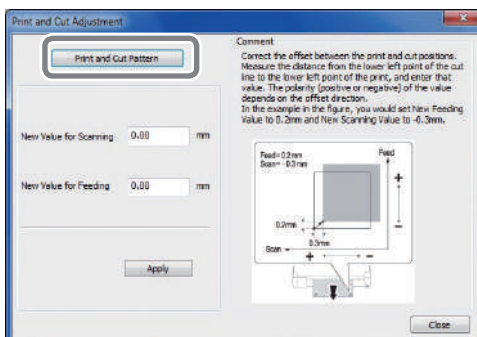 Print and Cut Adjustment
Print and Cut Pattern
New Value for Scanning 0.00 mm
New Value for Feeding 0.00 mm
Apply
Comment
Correct the offset between the print and cut positions.
Measure the distance from the lower left point of the cut
line to the lower left point of the print, and enter that
value. The polarity (positive or negative) of the value
depends on the offset direction.
In the example in the figure, you would set New Feeding
Value to 0.2mm and New Scanning Value to -0.3mm.
Feed= 0.2mm
Scan= -0.3mm
Feed
+
-
0.2mm
0.3mm
Scan
+ -
Close